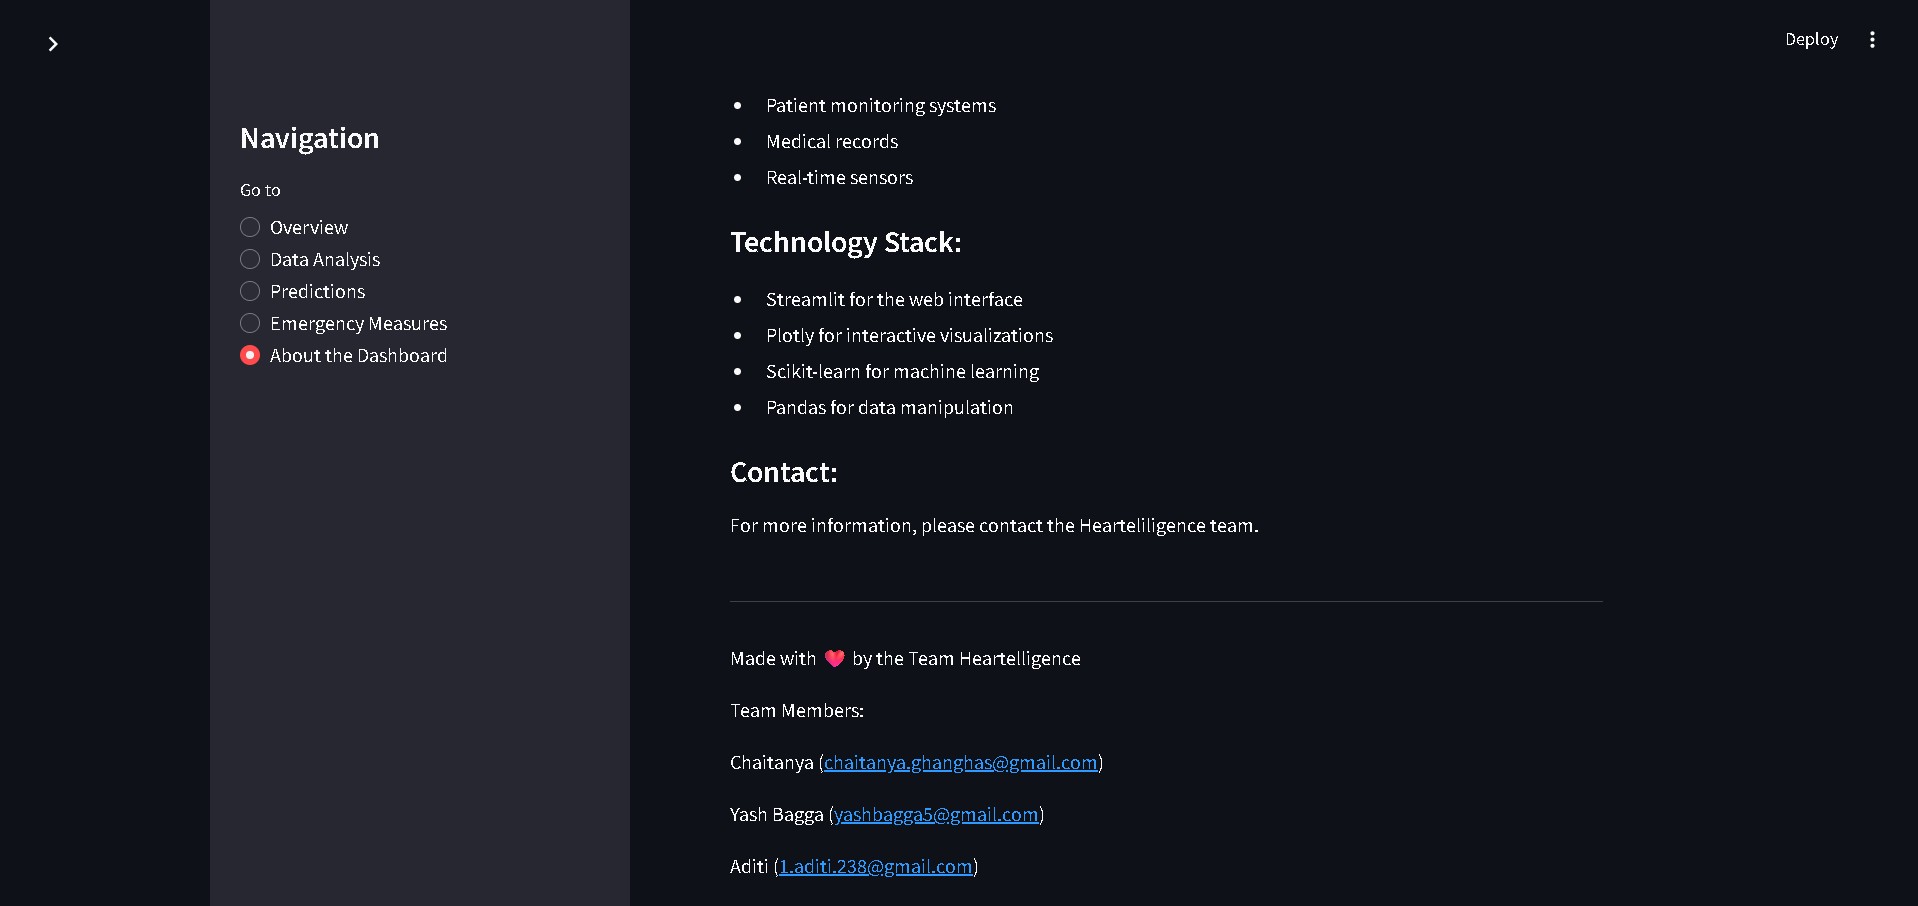 Deploy
Navigation
Go to
Overview
Data Analysis
Predictions
Emergency Measures
About the Dashboard
Patient monitoring systems
Medical records
Real-time sensors
Technology Stack:
Streamlit for the web interface
Plotly for interactive visualizations
Scikit-learn for machine learning
Pandas for data manipulation
Contact:
For more information, please contact the Hearteliligence team.
Made with ❤️ by the Team Heartelligence
Team Members:
Chaitanya (chaitanya.ghanghas@gmail.com)
Yash Bagga (yashbagga5@gmail.com)
Aditi (1.aditi.238@gmail.com)